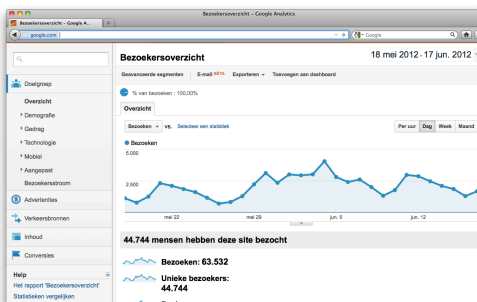 Bezoekersoverzicht – Google Analytics
Bezoekersoverzicht – Google A...
google.com
Google
Bezoekersoverzicht
18 mei 2012 - 17 jun. 2012
Geavanceerde segmenten E-mail BÈTA Exporteren Toevoegen aan dashboard
% van bezoeken : 100,00%
Overzicht
Bezoeken vs. Selecteer een statistiek
Per uur Dag Week Maand
Bezoeken
5.000
2.500
mei 22 mei 29 jun. 5 jun. 12
44.744 mensen hebben deze site bezocht
Bezoeken: 63.532
Unieke bezoekers:
44.744
Doelgroep
Overzicht
Demografie
Gedrag
Technologie
Mobiel
Aangepast
Bezoekersstroom
Advertenties
Verkeersbronnen
Inhoud
Conversies
Help
Het rapport 'Bezoekersoverzicht'
Statistieken vergelijken